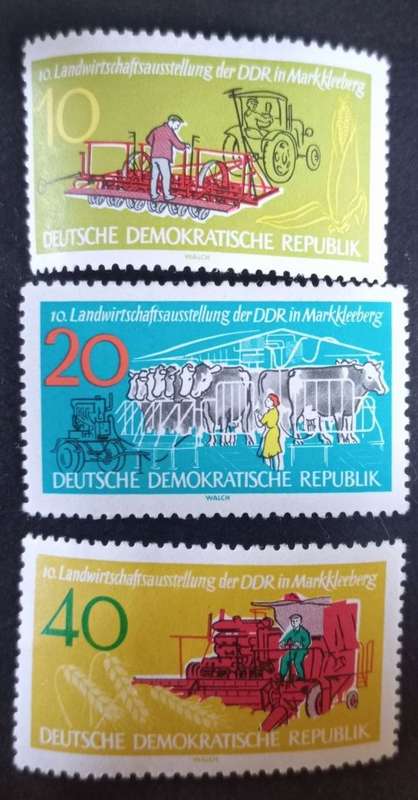 10. Landwirtschaftsausstellung der DDR in Markkleeberg
10
DEUTSCHE DEMOKRATISCHE REPUBLIK
WALCH
10. Landwirtschaftsausstellung der DDR in Markkleeberg
20
DEUTSCHE DEMOKRATISCHE REPUBLIK
WALCH
10. Landwirtschaftsausstellung der DDR in Markkleeberg
40
DEUTSCHE DEMOKRATISCHE REPUBLIK
WALCH